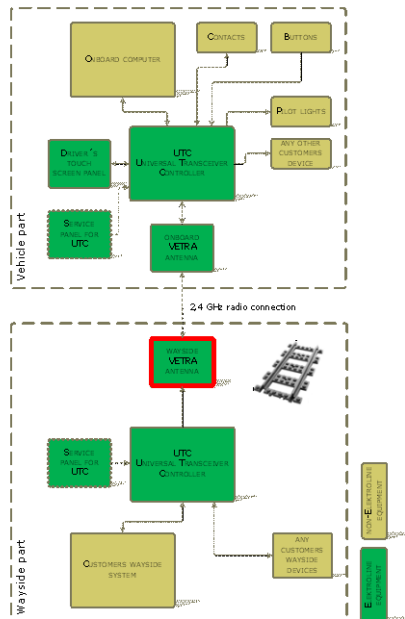 ONBOARD COMPUTER
CONTACTS
BUTTONS
PILOT LIGHTS
DRIVER´S
TOUCH
SCREEN PANEL
UTC
UNIVERSAL TRANSCEIVER
CONTROLLER
ANY OTHER
CUSTOMERS
DEVICE
SERVICE
PANEL FOR
UTC
ONBOARD
VETRA
ANTENNA
Vehicle part
2,4 GHz radio connection
WAYSIDE
VETRA
ANTENNA
SERVICE
PANEL FOR
UTC
UTC
UNIVERSAL TRANSCEIVER
CONTROLLER
CUSTOMERS WAYSIDE
SYSTEM
ANY
CUSTOMERS
WAYSIDE
DEVICES
Wayside part
NON-ELEKTROLINE
EQUIPMENT
ELEKTROLINE
EQUIPMENT